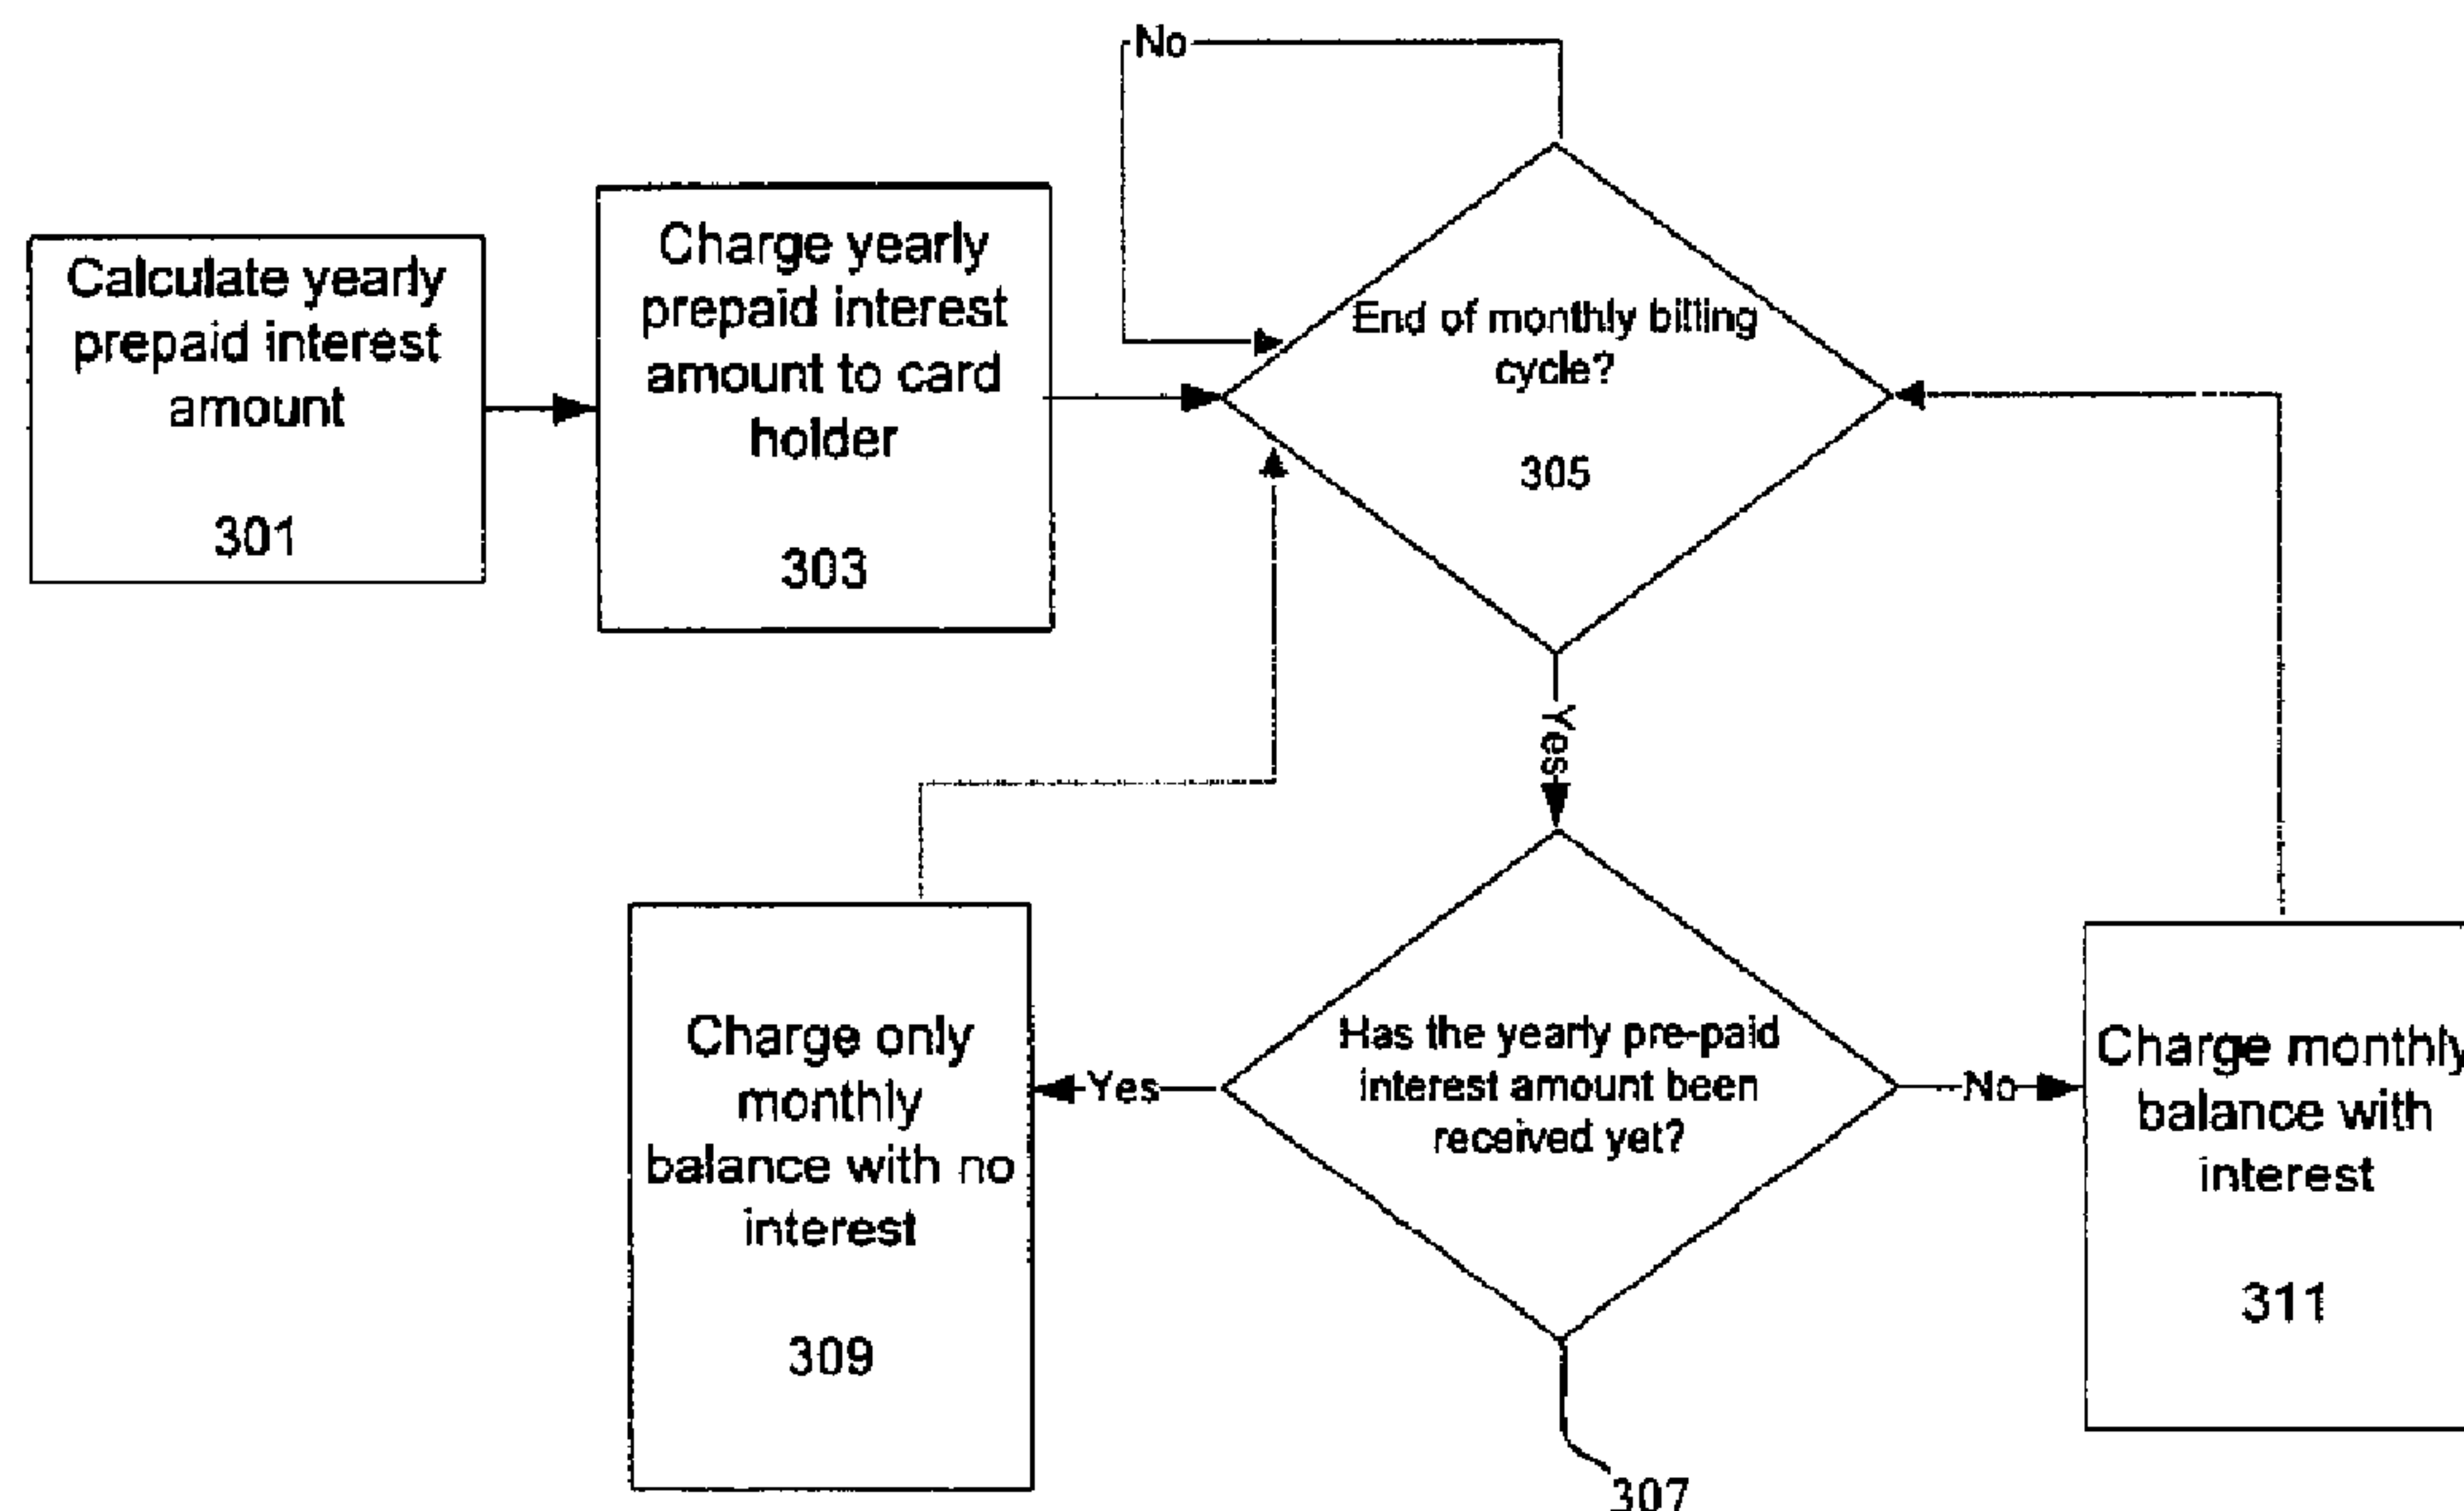 No
Calculate yearly
prepaid interest
amount
301
Charge yearly
prepaid interest
amount to card
holder
303
End of monthly billing
cycle?
305
Yes
Has the yearly pre-paid
interest amount been
received yet?
307
Yes
Charge only
monthly
balance with no
interest
309
No
Charge monthly
balance with
interest
311